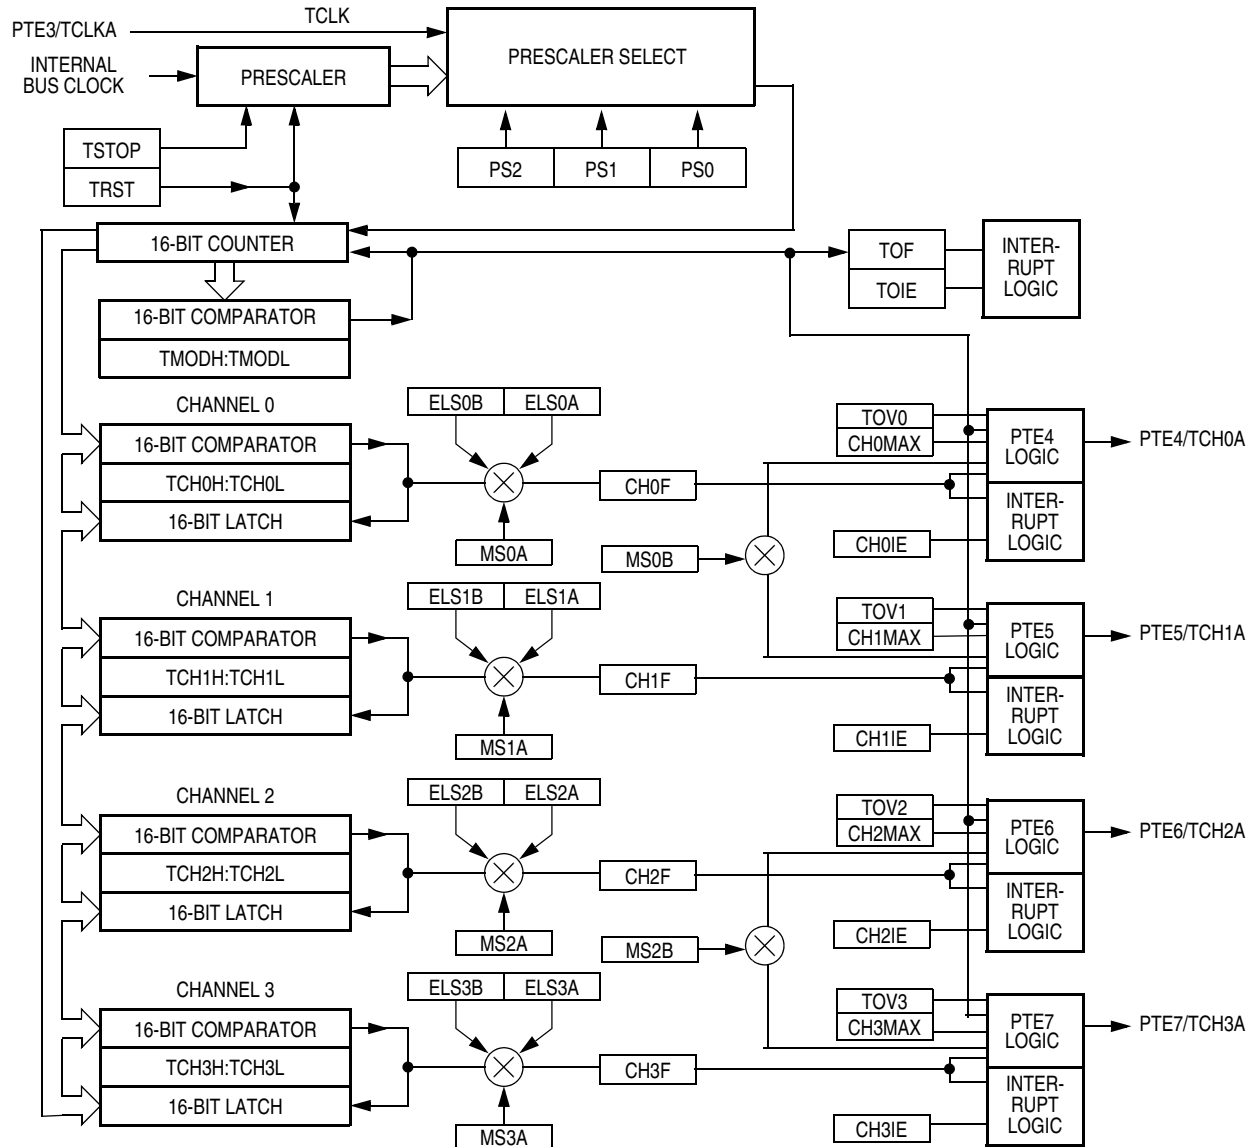 TCLK
PTE3/TCLKA
PRESCALER SELECT
INTERNAL
BUS CLOCK
PRESCALER
TSTOP
TRST
PS2
PS1
PS0
16-BIT COUNTER
TOF
TOIE
INTER-
RUPT
LOGIC
16-BIT COMPARATOR
TMODH:TMODL
CHANNEL 0
ELS0B
ELS0A
16-BIT COMPARATOR
TCH0H:TCH0L
16-BIT LATCH
MS0A
CH0F
MS0B
TOV0
CH0MAX
CH0IE
PTE4
LOGIC
INTER-
RUPT
LOGIC
PTE4/TCH0A
CHANNEL 1
ELS1B
ELS1A
16-BIT COMPARATOR
TCH1H:TCH1L
16-BIT LATCH
MS1A
CH1F
TOV1
CH1MAX
CH1IE
PTE5
LOGIC
INTER-
RUPT
LOGIC
PTE5/TCH1A
CHANNEL 2
ELS2B
ELS2A
16-BIT COMPARATOR
TCH2H:TCH2L
16-BIT LATCH
MS2A
CH2F
MS2B
TOV2
CH2MAX
CH2IE
PTE6
LOGIC
INTER-
RUPT
LOGIC
PTE6/TCH2A
CHANNEL 3
ELS3B
ELS3A
16-BIT COMPARATOR
TCH3H:TCH3L
16-BIT LATCH
MS3A
CH3F
TOV3
CH3MAX
CH3IE
PTE7
LOGIC
INTER-
RUPT
LOGIC
PTE7/TCH3A